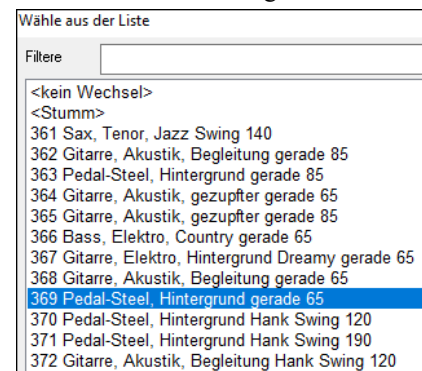 Wähle aus der Liste
Filtere
<kein Wechsel>
<Stumm>
361 Sax, Tenor, Jazz Swing 140
362 Gitarre, Akustik, Begleitung gerade 85
363 Pedal-Steel, Hintergrund gerade 85
364 Gitarre, Akustik, gezupfter gerade 65
365 Gitarre, Akustik, gezupfter gerade 85
366 Bass, Elektro, Country gerade 65
367 Gitarre, Elektro, Hintergrund Dreamy gerade 65
368 Gitarre, Akustik, Begleitung gerade 65
369 Pedal-Steel, Hintergrund gerade 65
370 Pedal-Steel, Hintergrund Hank Swing 120
371 Pedal-Steel, Hintergrund Hank Swing 190
372 Gitarre, Akustik, Begleitung Hank Swing 120